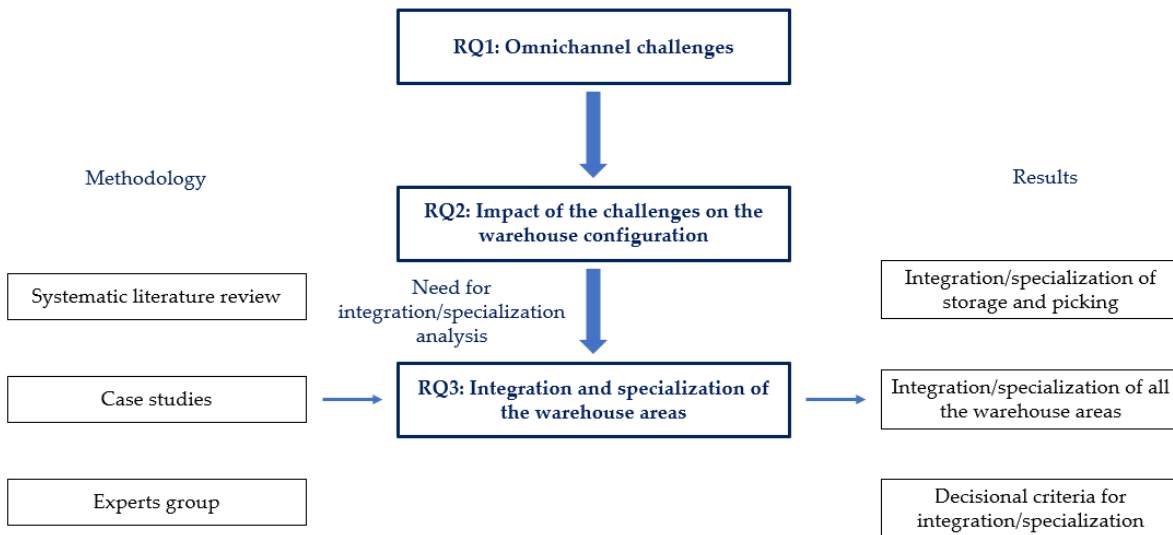 RQ1: Omnichannel challenges
Methodology
Results
RQ2: Impact of the challenges on the
warehouse configuration
Systematic literature review
Need for
integration/specialization
analysis
Integration/specialization of
storage and picking
Case studies
RQ3: Integration and specialization of
the warehouse areas
Integration/specialization of all
the warehouse areas
Experts group
Decisional criteria for
integration/specialization